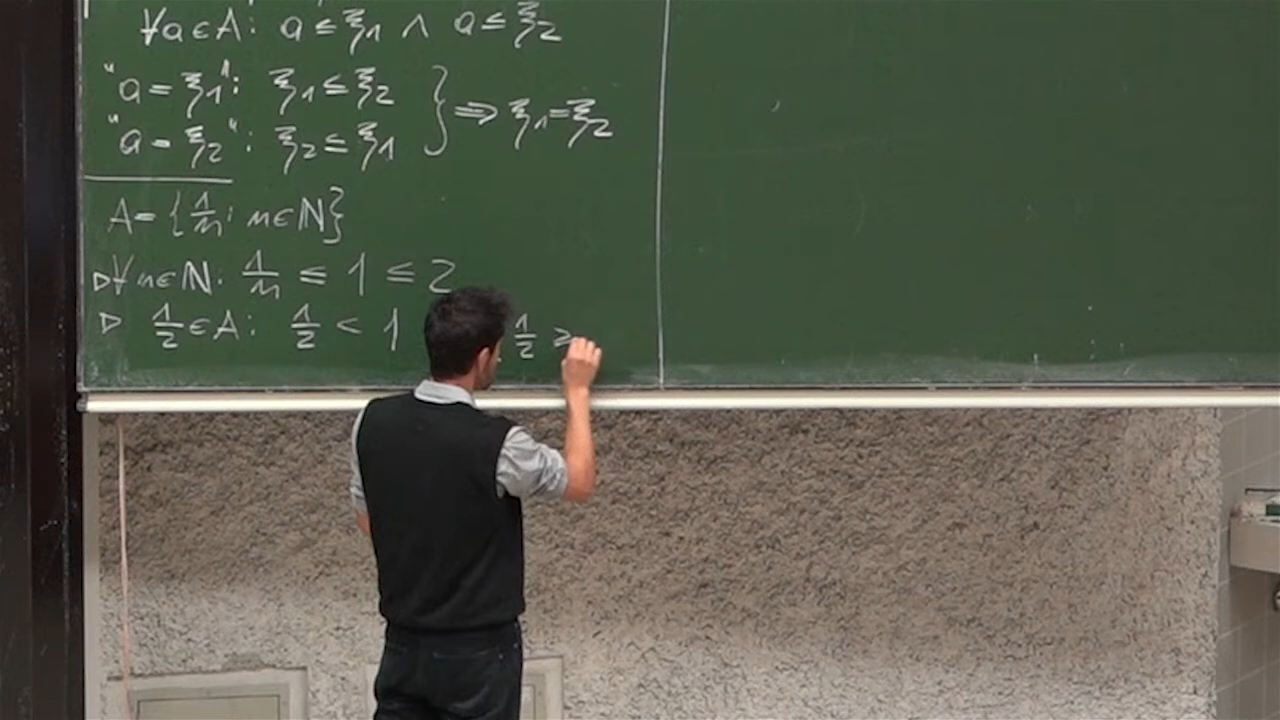 ∀a∈A: a≤ξ1 ∧ a≤ξ2
"a=ξ1": ξ1≤ξ2
"a=ξ2": ξ2≤ξ1 } ⇒ ξ1=ξ2
A={1/n: n∈ℕ}
▷∀n∈ℕ. 1/n ≤ 1 ≤ 2
▷ 1/2∈A: 1/2 < 1 1/2 ≥